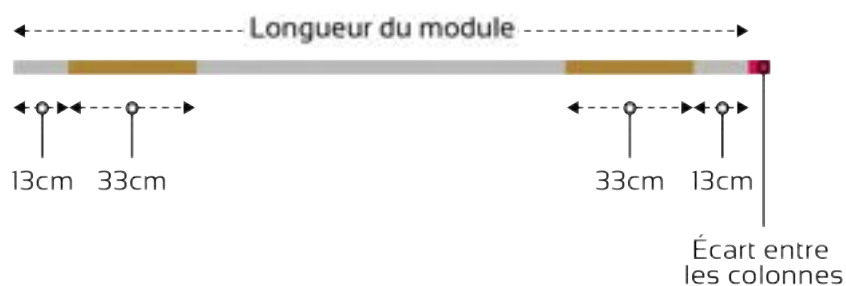 Longueur du module
13cm 33cm 33cm 13cm
Écart entre
les colonnes